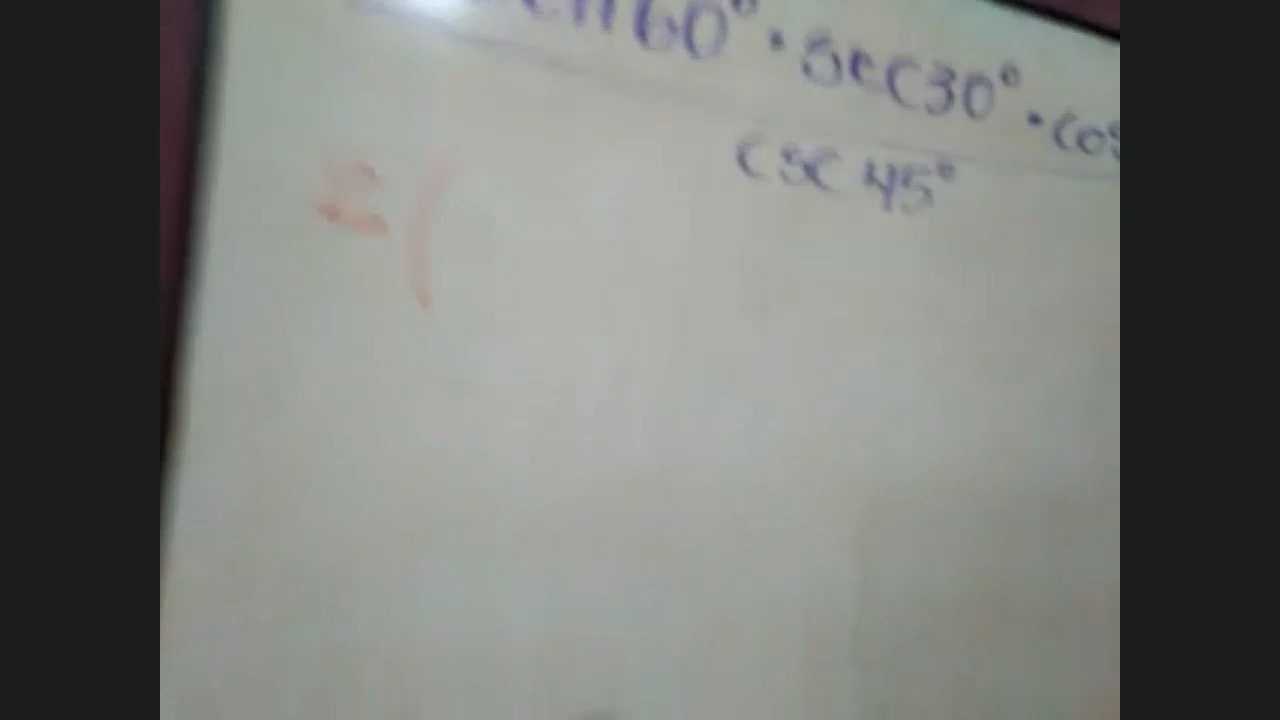 60° · sec30° · cos
csc 45°
= (